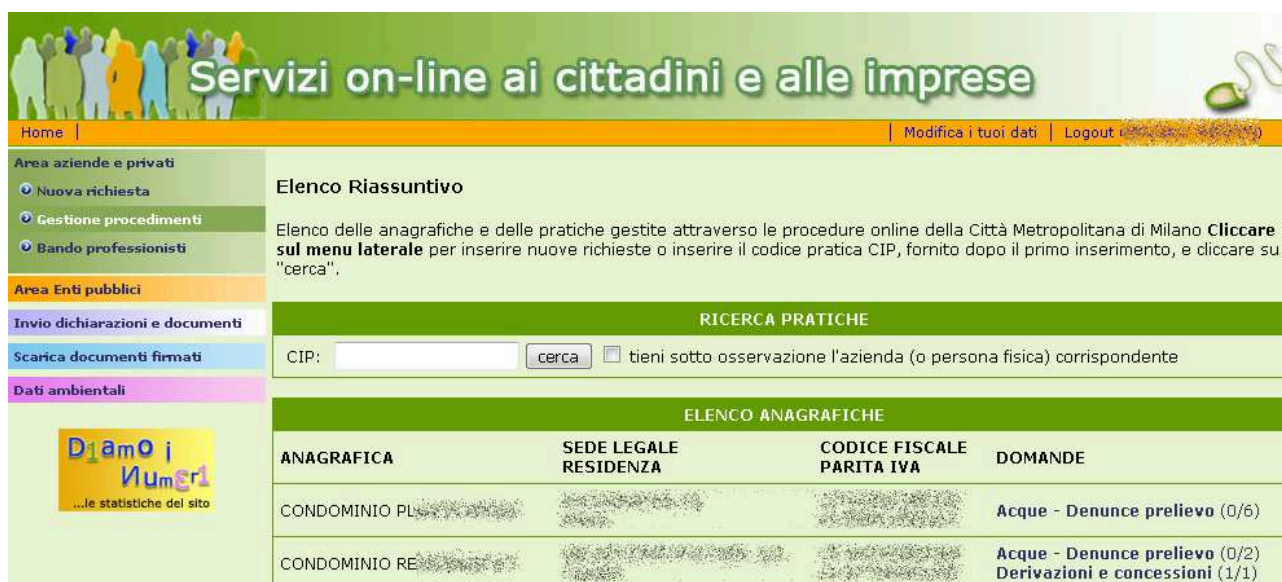 Servizi on-line ai cittadini e alle imprese
Home | | Modifica i tuoi dati | Logout
Area aziende e privati
Nuova richiesta
Gestione procedimenti
Bando professionisti
Area Enti pubblici
Invio dichiarazioni e documenti
Scarica documenti firmati
Dati ambientali
D1amo i
Numer1
...le statistiche del sito
Elenco Riassuntivo
Elenco delle anagrafiche e delle pratiche gestite attraverso le procedure online della Città Metropolitana di Milano Cliccare
sul menu laterale per inserire nuove richieste o inserire il codice pratica CIP, fornito dopo il primo inserimento, e cliccare su
"cerca".
RICERCA PRATICHE
CIP: cerca tieni sotto osservazione l'azienda (o persona fisica) corrispondente
ELENCO ANAGRAFICHE
ANAGRAFICA SEDE LEGALE RESIDENZA CODICE FISCALE PARITA IVA DOMANDE
CONDOMINIO PL Acque - Denunce prelievo (0/6)
CONDOMINIO RE Acque - Denunce prelievo (0/2)
Derivazioni e concessioni (1/1)